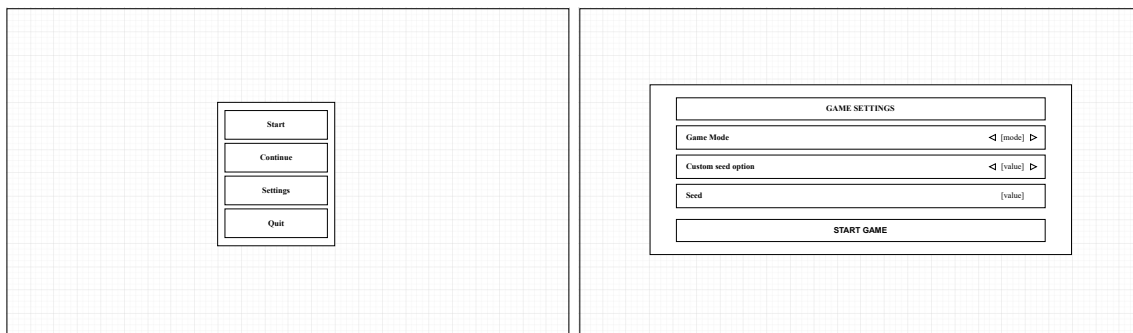 Start
Continue
Settings
Quit
GAME SETTINGS
Game Mode [mode]
Custom seed option [value]
Seed [value]
START GAME